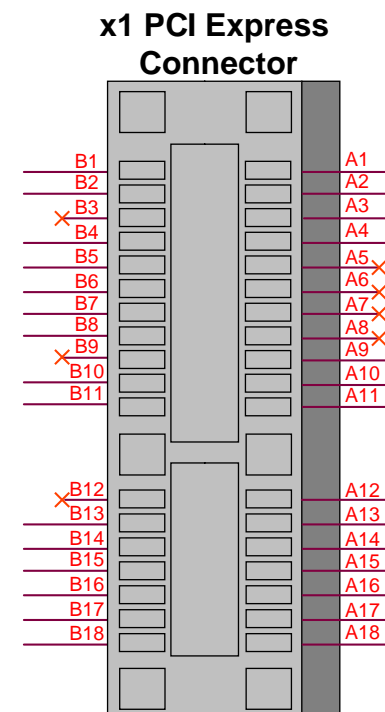 x1 PCI Express
Connector
B1 A1
B2 A2
B3 A3
B4 A4
B5 A5
B6 A6
B7 A7
B8 A8
B9 A9
B10 A10
B11 A11
B12 A12
B13 A13
B14 A14
B15 A15
B16 A16
B17 A17
B18 A18